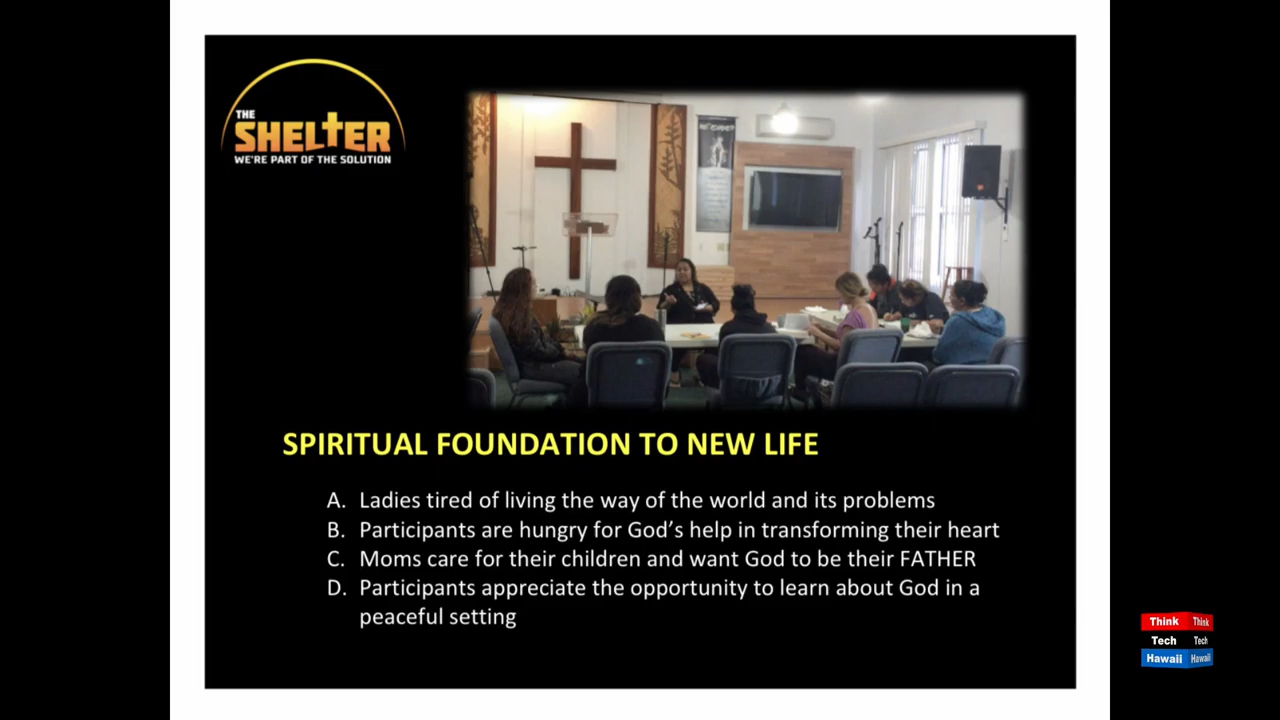 THE
SHELTER
WE'RE PART OF THE SOLUTION
SPIRITUAL FOUNDATION TO NEW LIFE
A. Ladies tired of living the way of the world and its problems
B. Participants are hungry for God's help in transforming their heart
C. Moms care for their children and want God to be their FATHER
D. Participants appreciate the opportunity to learn about God in a
peaceful setting
Think Think
Tech Tech
Hawaii Hawaii